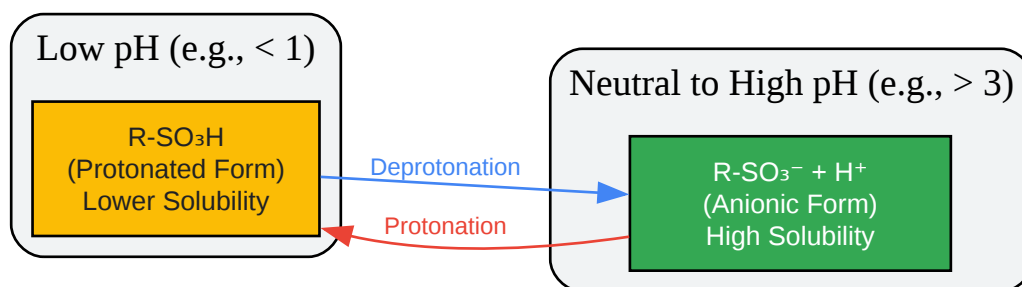 Low pH (e.g., < 1)
R-SO₃H
(Protonated Form)
Lower Solubility
Deprotonation
Protonation
Neutral to High pH (e.g., > 3)
R-SO₃⁻ + H⁺
(Anionic Form)
High Solubility